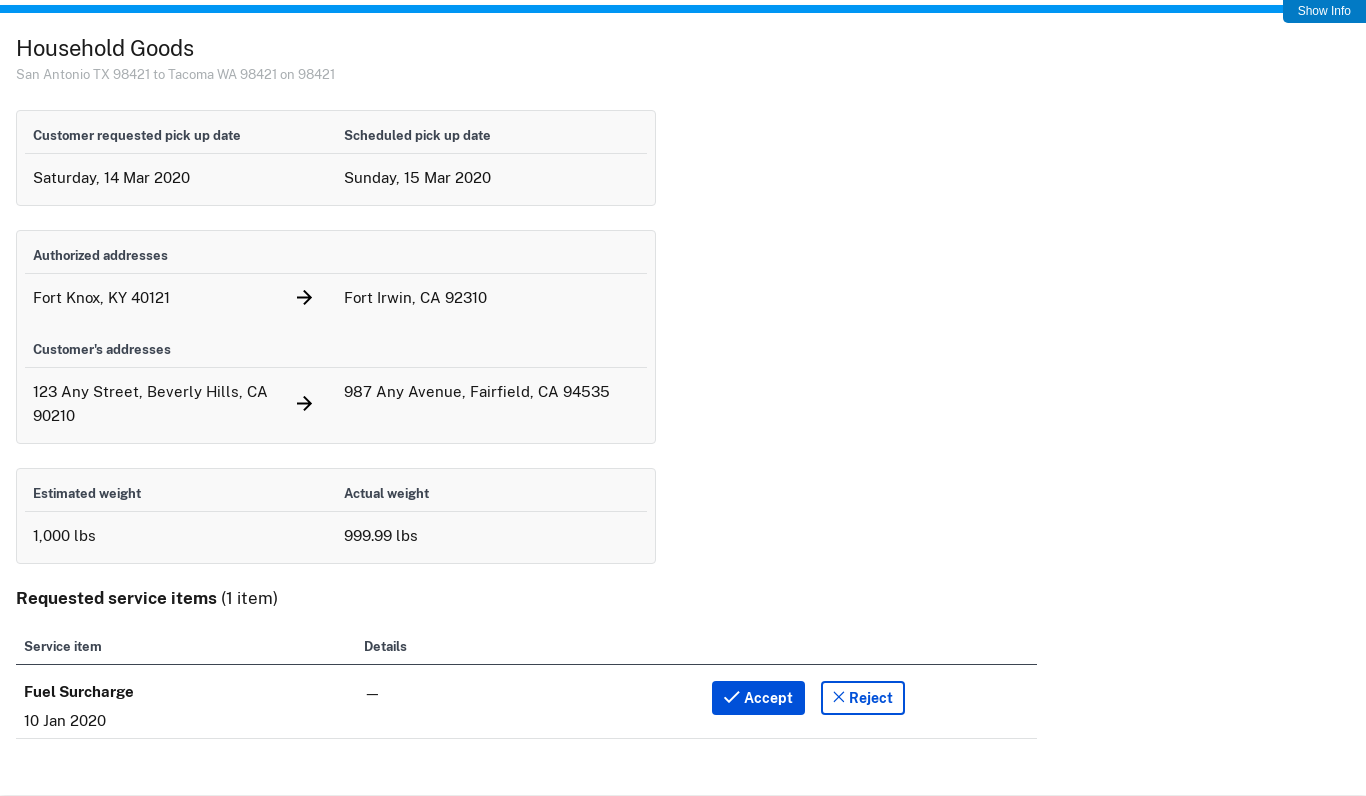 Show Info
Household Goods
San Antonio TX 98421 to Tacoma WA 98421 on 98421
Customer requested pick up date Scheduled pick up date
Saturday, 14 Mar 2020 Sunday, 15 Mar 2020
Authorized addresses
Fort Knox, KY 40121 → Fort Irwin, CA 92310
Customer's addresses
123 Any Street, Beverly Hills, CA 90210 → 987 Any Avenue, Fairfield, CA 94535
Estimated weight Actual weight
1,000 lbs 999.99 lbs
Requested service items (1 item)
Service item Details
Fuel Surcharge — Accept Reject
10 Jan 2020